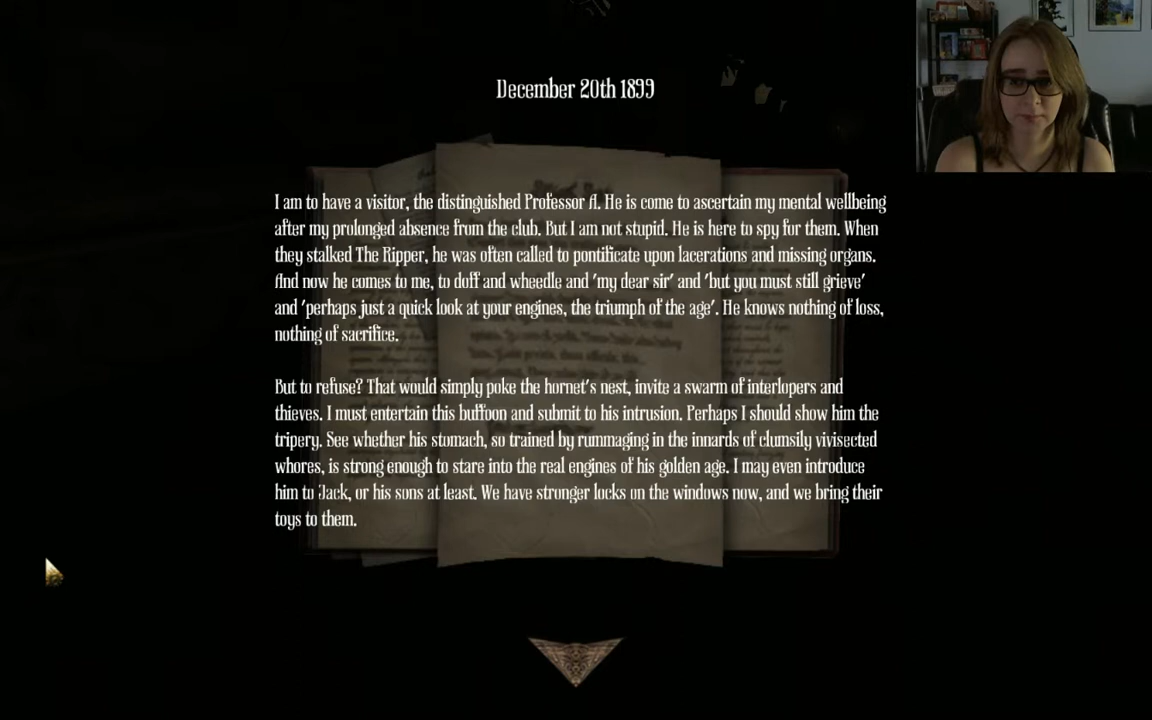 December 20th 1899
I am to have a visitor, the distinguished Professor A. He is come to ascertain my mental wellbeing
after my prolonged absence from the club. But I am not stupid. He is here to spy for them. When
they stalked The Ripper, he was often called to pontificate upon lacerations and missing organs.
And now he comes to me, to doff and wheedle and 'my dear sir' and 'but you must still grieve'
and 'perhaps just a quick look at your engines, the triumph of the age'. He knows nothing of loss,
nothing of sacrifice.
But to refuse? That would simply poke the hornet's nest, invite a swarm of interlopers and
thieves. I must entertain this buffoon and submit to his intrusion. Perhaps I should show him the
tripery. See whether his stomach, so trained by rummaging in the innards of clumsily vivisected
whores, is strong enough to stare into the real engines of his golden age. I may even introduce
him to Jack, or his sons at least. We have stronger locks on the windows now, and we bring their
toys to them.